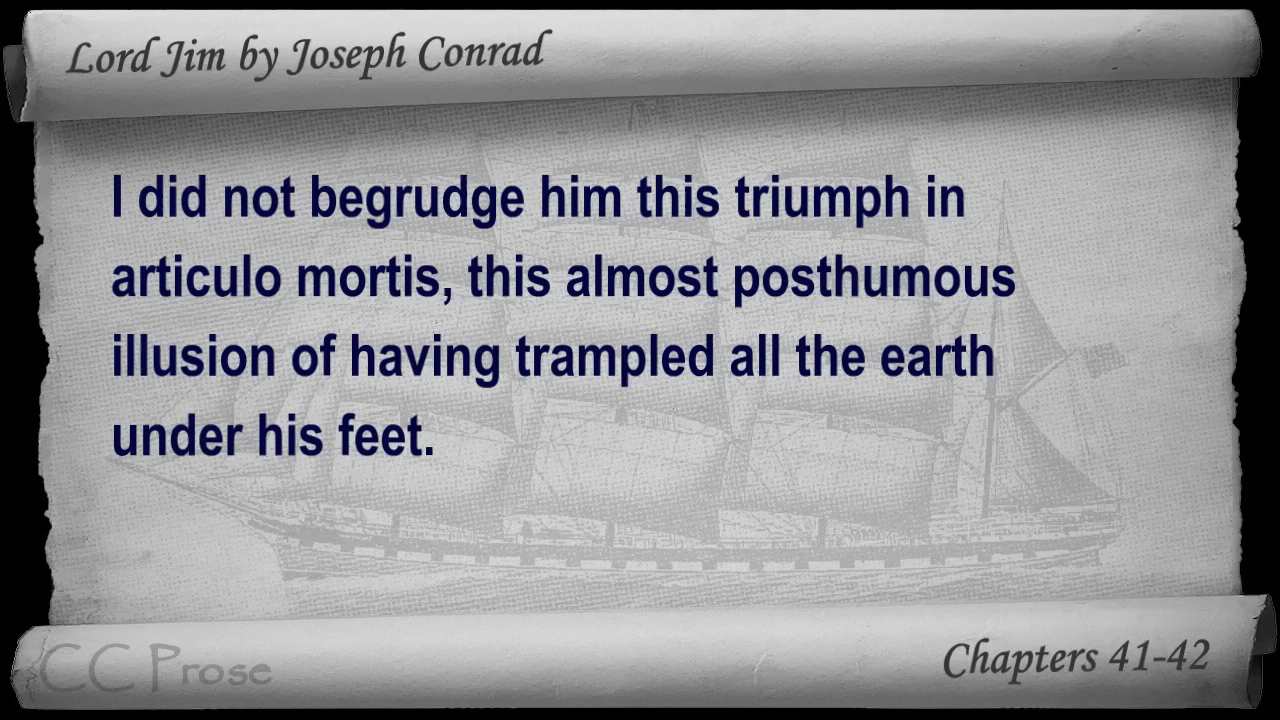 Lord Jim by Joseph Conrad
I did not begrudge him this triumph in
articulo mortis, this almost posthumous
illusion of having trampled all the earth
under his feet.
CC Prose
Chapters 41-42